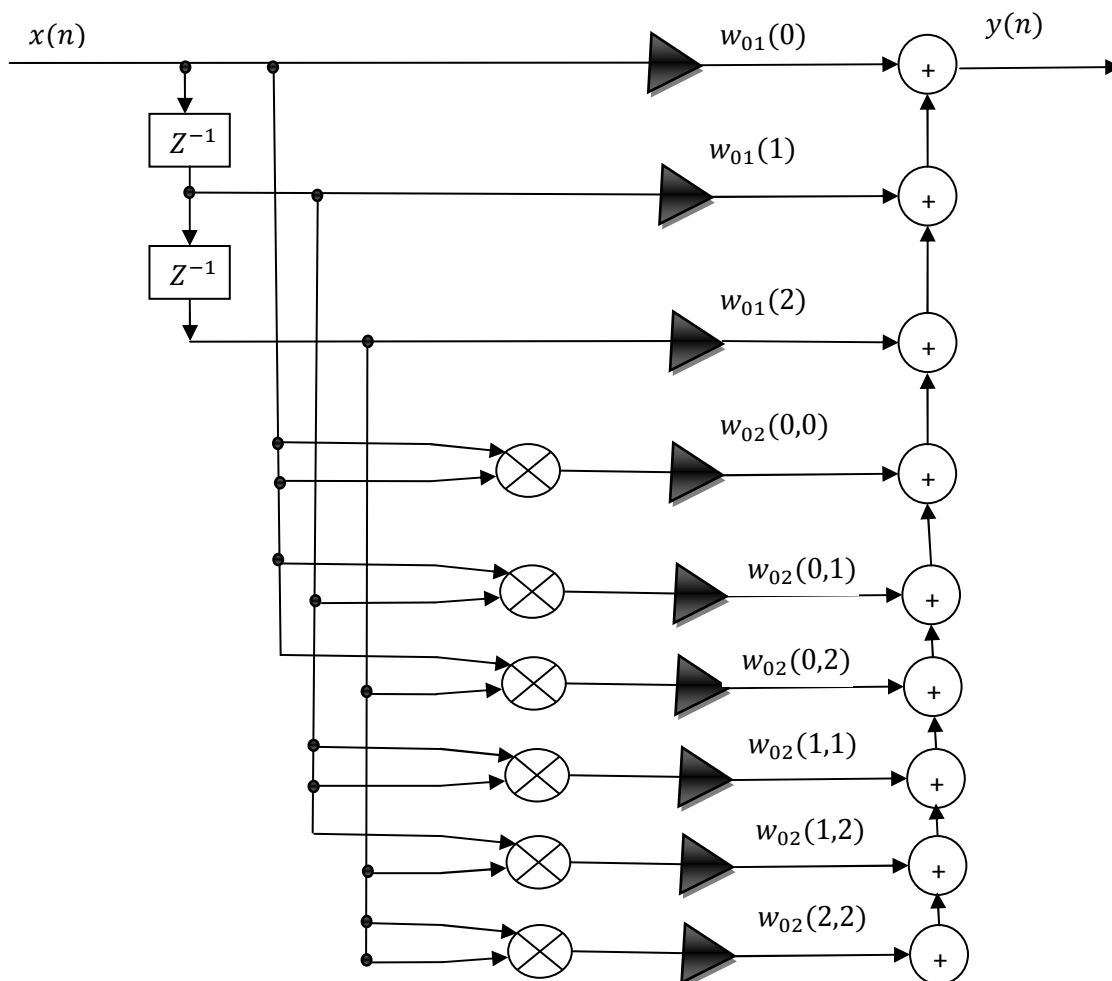 x(n)
w₀₁(0)
y(n)
+
Z⁻¹
w₀₁(1)
+
Z⁻¹
w₀₁(2)
+
w₀₂(0,0)
+
w₀₂(0,1)
+
w₀₂(0,2)
+
w₀₂(1,1)
+
w₀₂(1,2)
+
w₀₂(2,2)
+